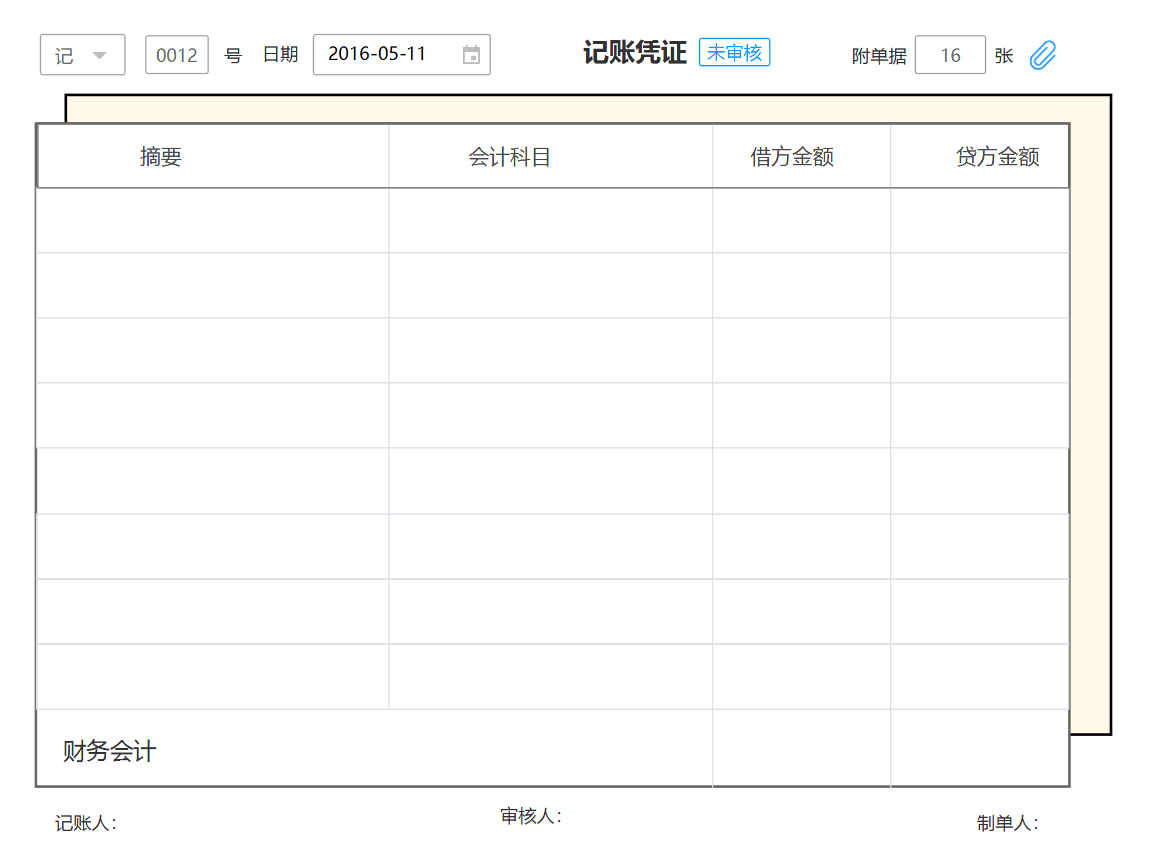 记 0012 号 日期 2016-05-11 记账凭证 未审核 附单据 16 张
摘要 会计科目 借方金额 贷方金额
财务会计
记账人: 审核人: 制单人: